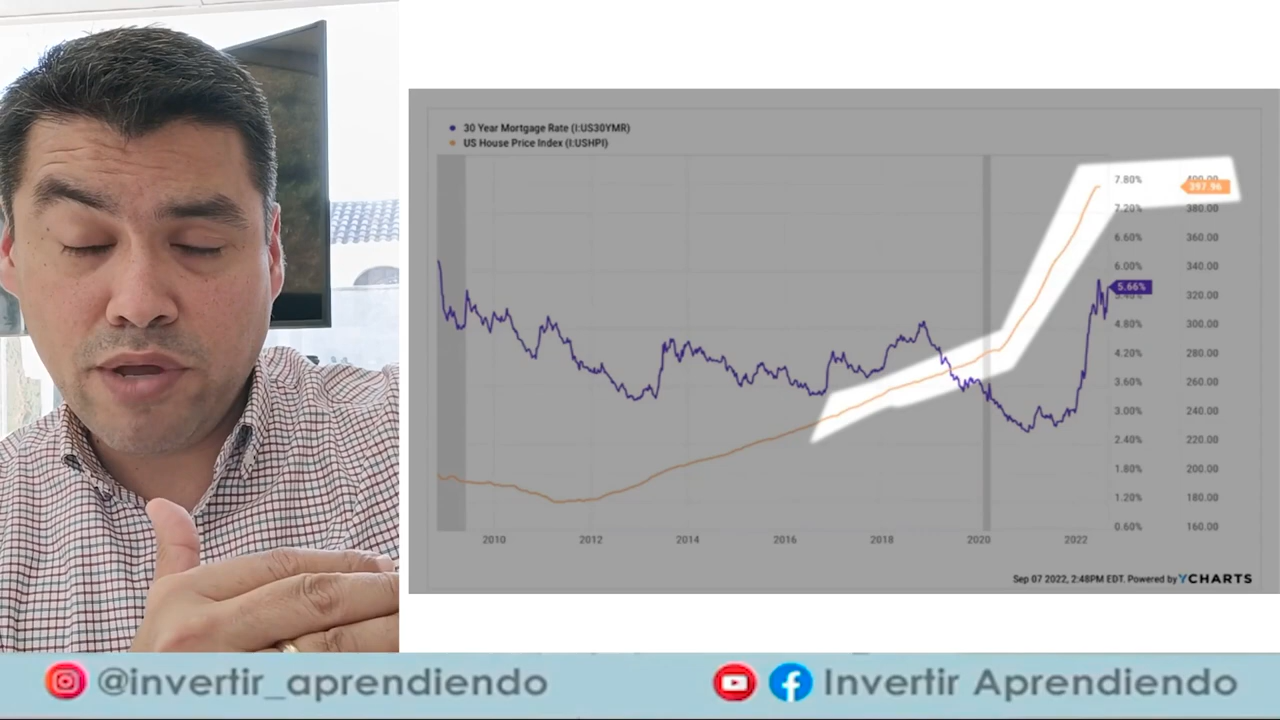 30 Year Mortgage Rate (I:US30YMR)
US House Price Index (I:USHPI)
7.80% 400.00
397.96
7.20% 380.00
6.60% 360.00
6.00% 340.00
5.66%
5.40% 320.00
4.80% 300.00
4.20% 280.00
3.60% 260.00
3.00% 240.00
2.40% 220.00
1.80% 200.00
1.20% 180.00
0.60% 160.00
2010 2012 2014 2016 2018 2020 2022
Sep 07 2022, 2:48PM EDT. Powered by YCHARTS
@invertir_aprendiendo
Invertir Aprendiendo